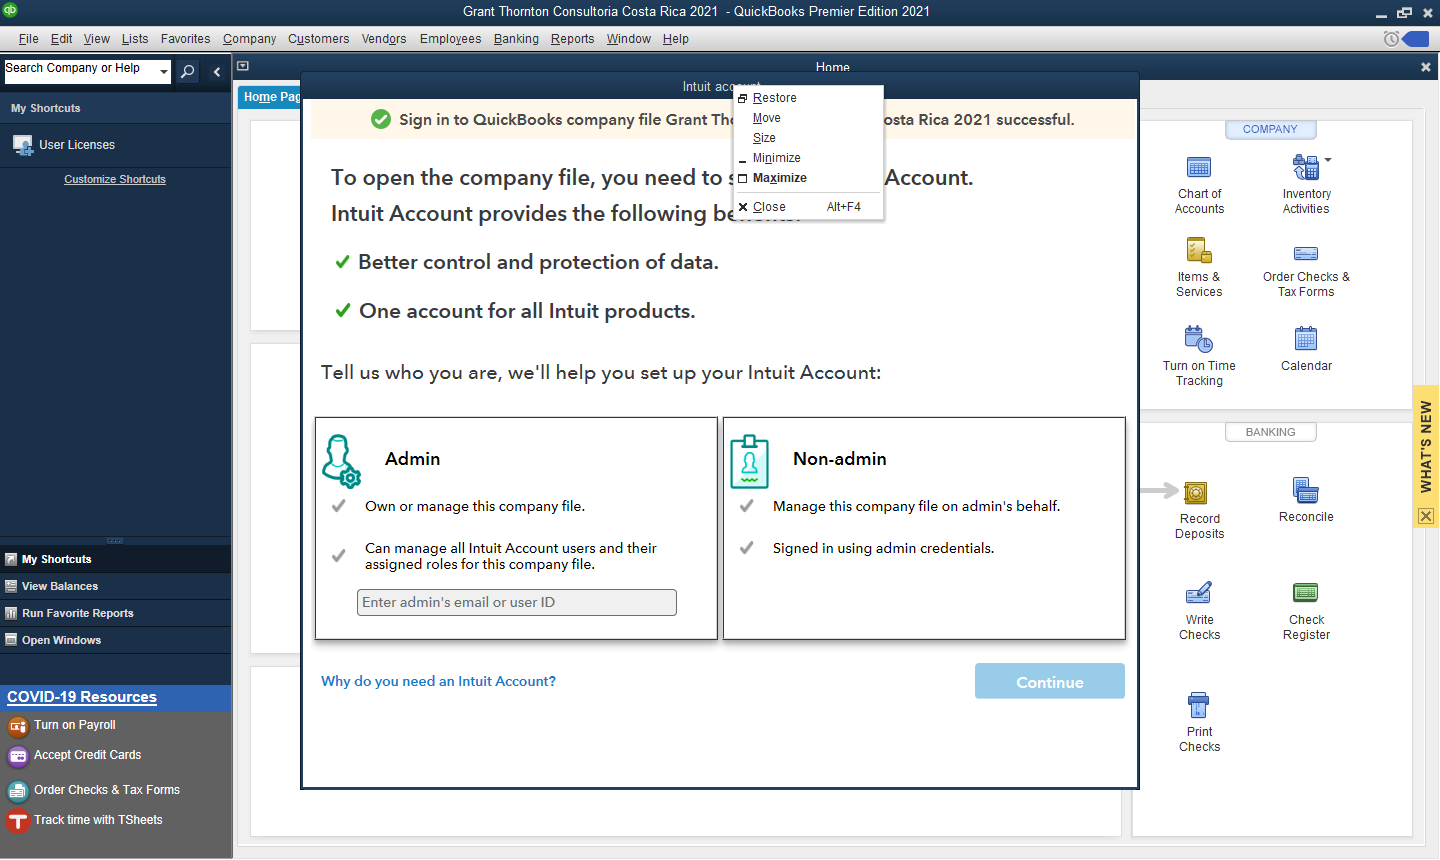 Grant Thornton Consultoria Costa Rica 2021 - QuickBooks Premier Edition 2021
File Edit View Lists Favorites Company Customers Vendors Employees Banking Reports Window Help
Search Company or Help
My Shortcuts
User Licenses
Customize Shortcuts
My Shortcuts
View Balances
Run Favorite Reports
Open Windows
COVID-19 Resources
Turn on Payroll
Accept Credit Cards
Order Checks & Tax Forms
Track time with TSheets
Home
Home Pag
Intuit account
Sign in to QuickBooks company file Grant Tho osta Rica 2021 successful.
To open the company file, you need to s Account.
Intuit Account provides the following benefits:
Better control and protection of data.
One account for all Intuit products.
Tell us who you are, we'll help you set up your Intuit Account:
Admin
Own or manage this company file.
Can manage all Intuit Account users and their
assigned roles for this company file.
Enter admin's email or user ID
Non-admin
Manage this company file on admin's behalf.
Signed in using admin credentials.
Why do you need an Intuit Account?
Continue
Restore
Move
Size
Minimize
Maximize
Close Alt+F4
COMPANY
Chart of
Accounts
Inventory
Activities
Items &
Services
Order Checks &
Tax Forms
Turn on Time
Tracking
Calendar
BANKING
Record
Deposits
Reconcile
Write
Checks
Check
Register
Print
Checks
WHAT'S NEW